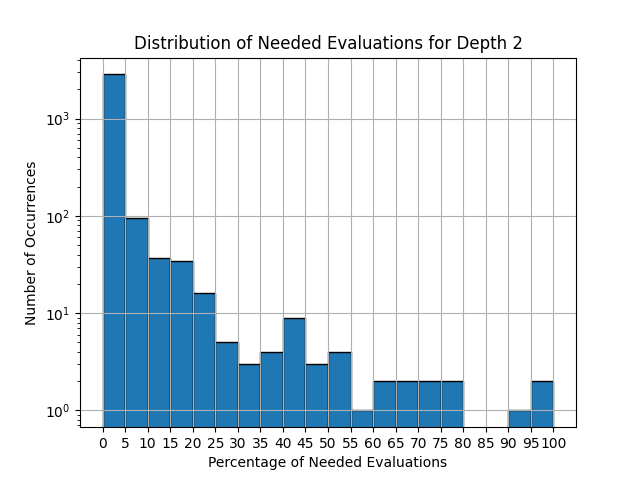 Distribution of Needed Evaluations for Depth 2
Number of Occurrences
10³
10²
10¹
10⁰
0 5 10 15 20 25 30 35 40 45 50 55 60 65 70 75 80 85 90 95 100
Percentage of Needed Evaluations